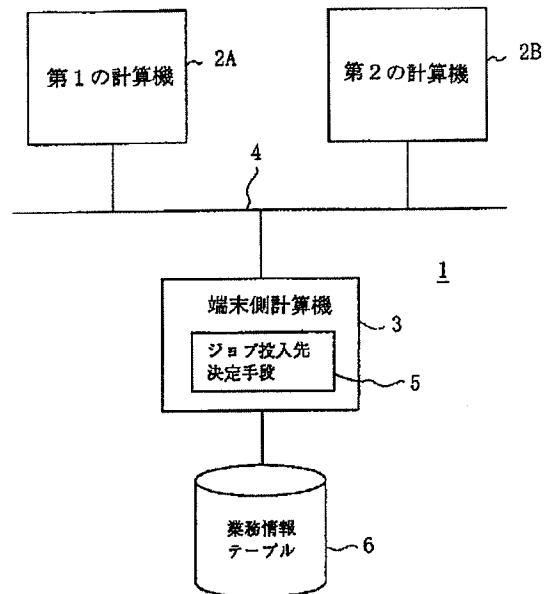 第1の計算機
2A
第2の計算機
2B
4
1
端末側計算機
3
ジョブ投入先
決定手段
5
業務情報
テーブル
6